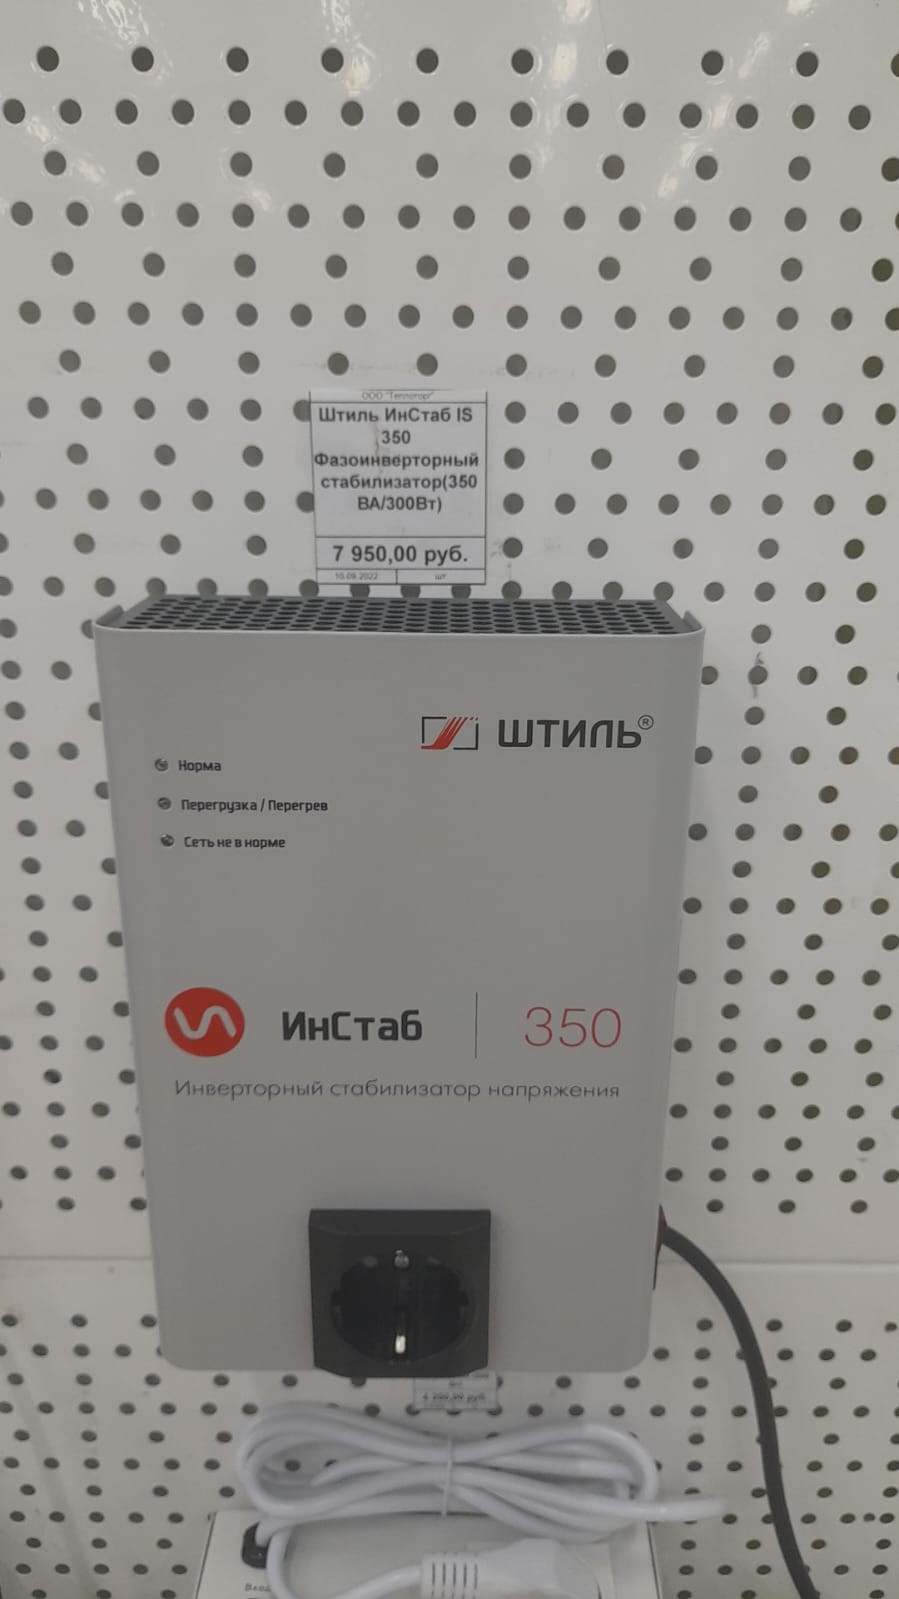 ООО "Теплоторг"
Штиль ИнСтаб IS
350
Фазоинверторный
стабилизатор(350
ВА/300Вт)
7 950,00 руб.
10.09.2022 шт
ШТИЛЬ®
Норма
Перегрузка / Перегрев
Сеть не в норме
ИнСтаб 350
Инверторный стабилизатор напряжения